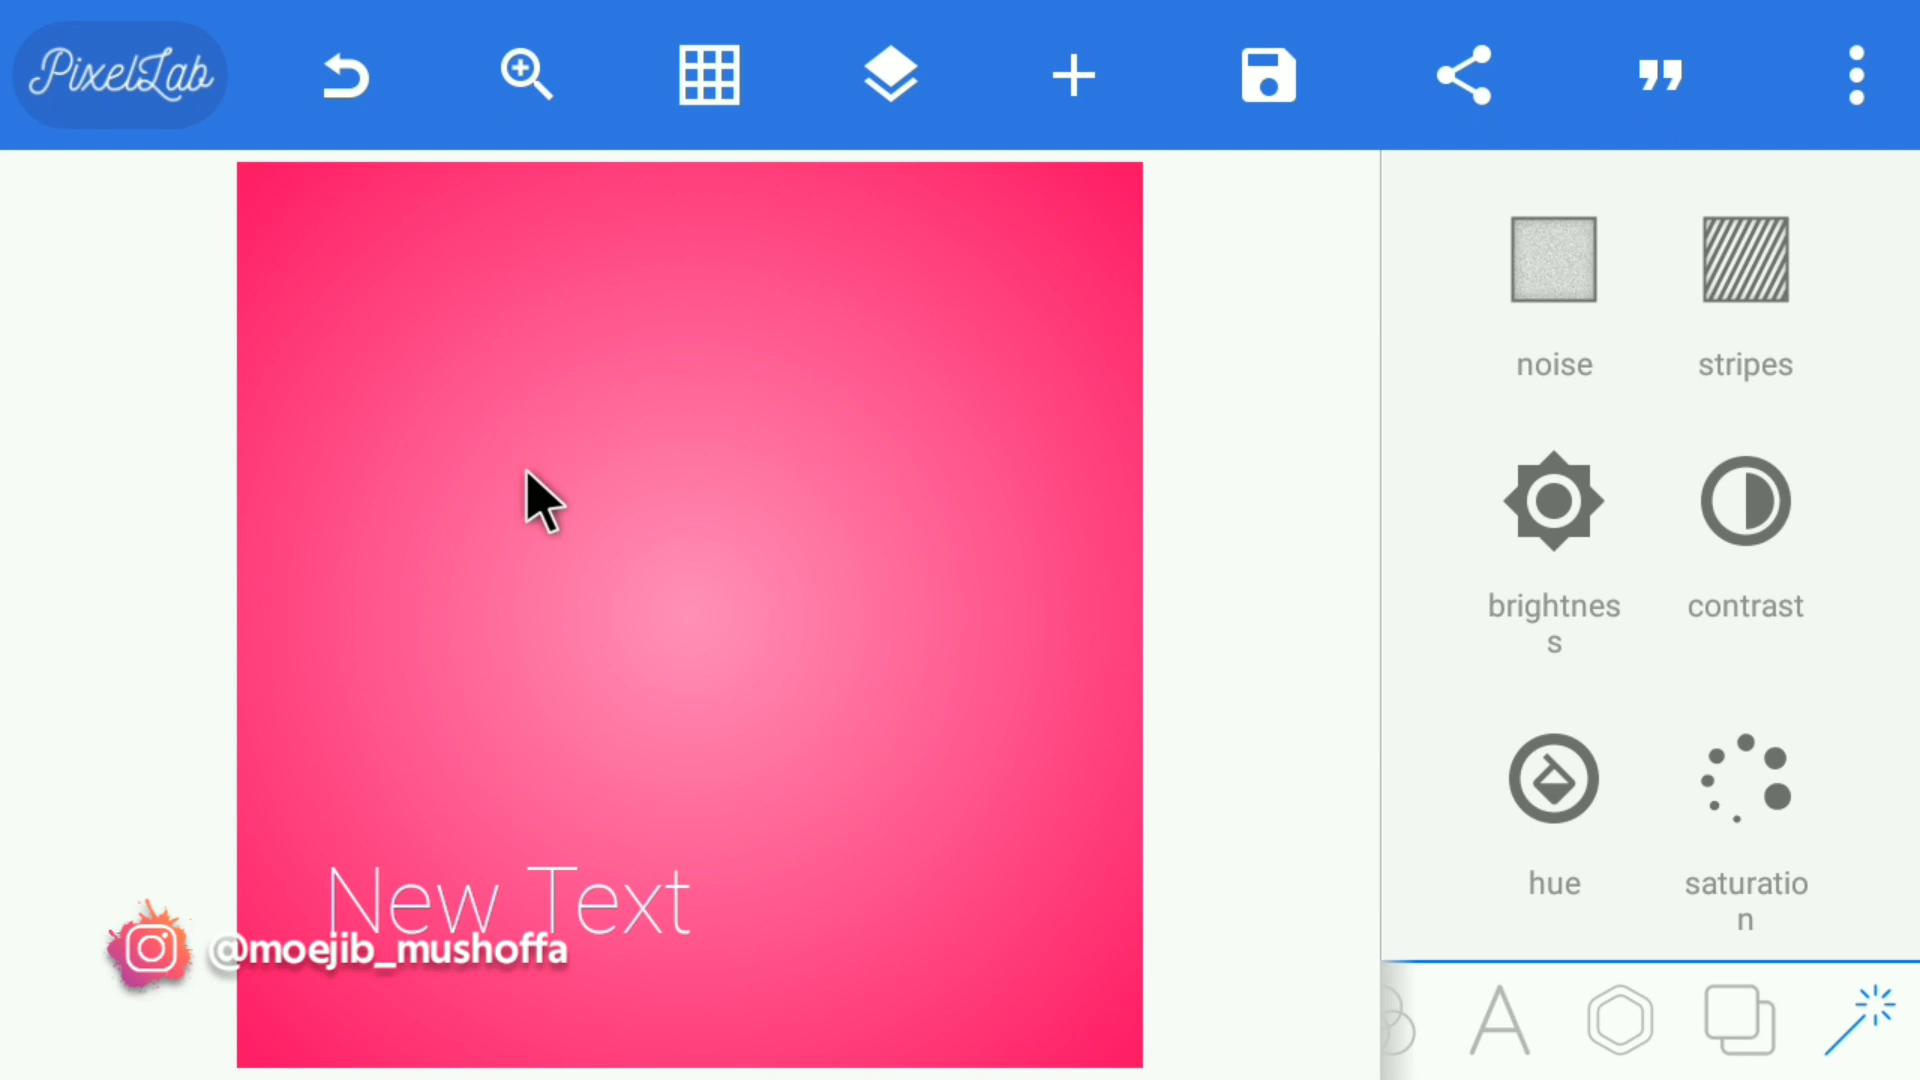 PixelLab
noise
stripes
brightnes
s
contrast
hue
saturatio
n
New Text
@moejib_mushoffa